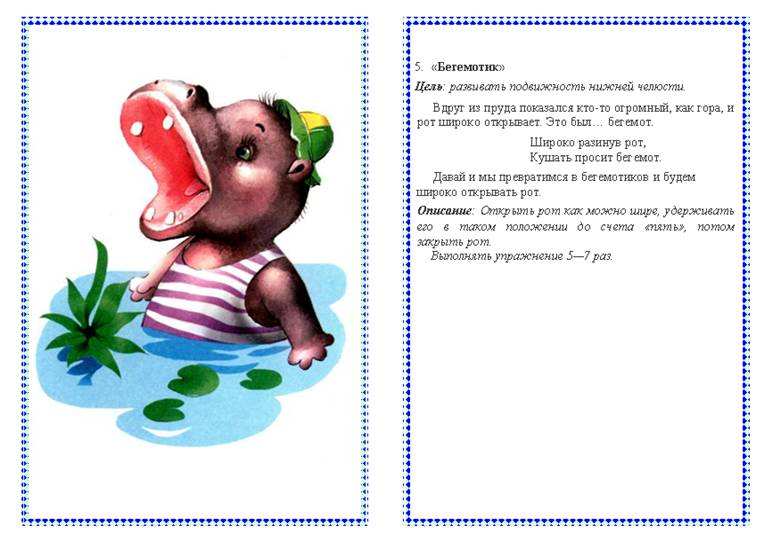 5. «Бегемотик»
Цель: развивать подвижность нижней челюсти.
Вдруг из пруда показался кто-то огромный, как гора, и
рот широко открывает. Это был… бегемот.
Широко разинув рот,
Кушать просит бегемот.
Давай и мы превратимся в бегемотиков и будем
широко открывать рот.
Описание: Открыть рот как можно шире, удерживать
его в таком положении до счета «пять», потом
закрыть рот.
Выполнять упражнение 5—7 раз.